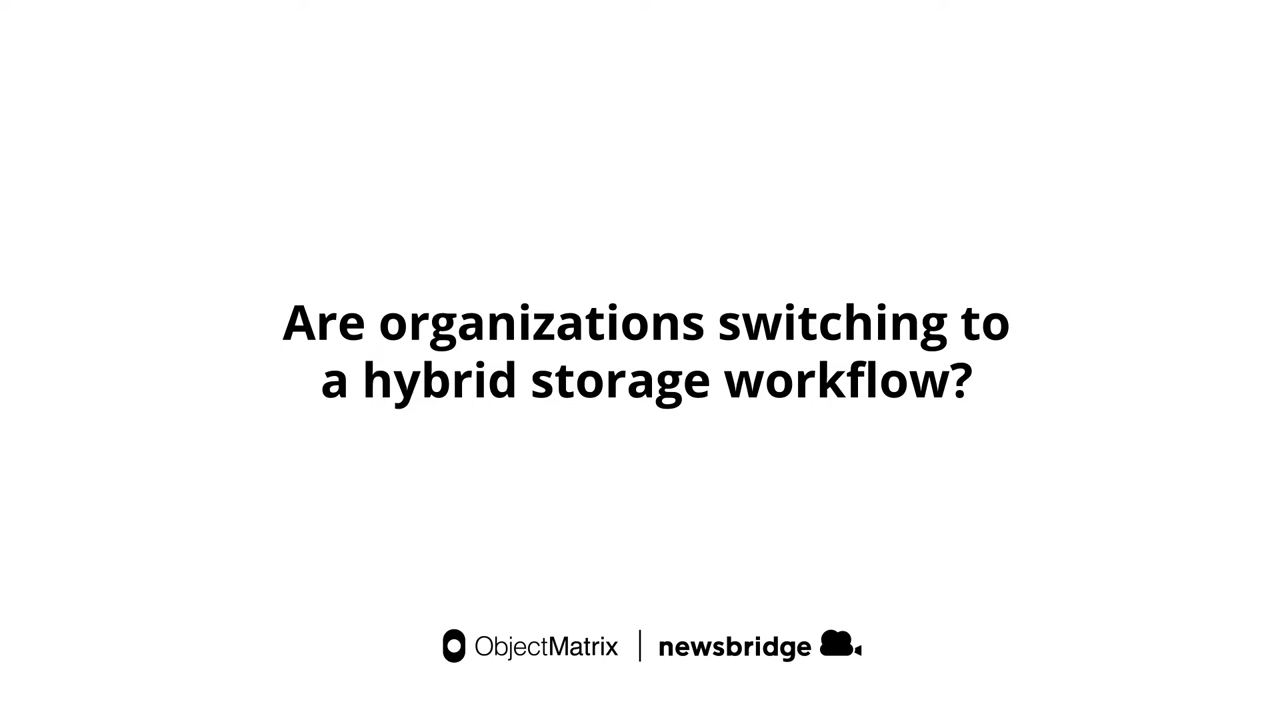 Are organizations switching to
a hybrid storage workflow?
ObjectMatrix | newsbridge